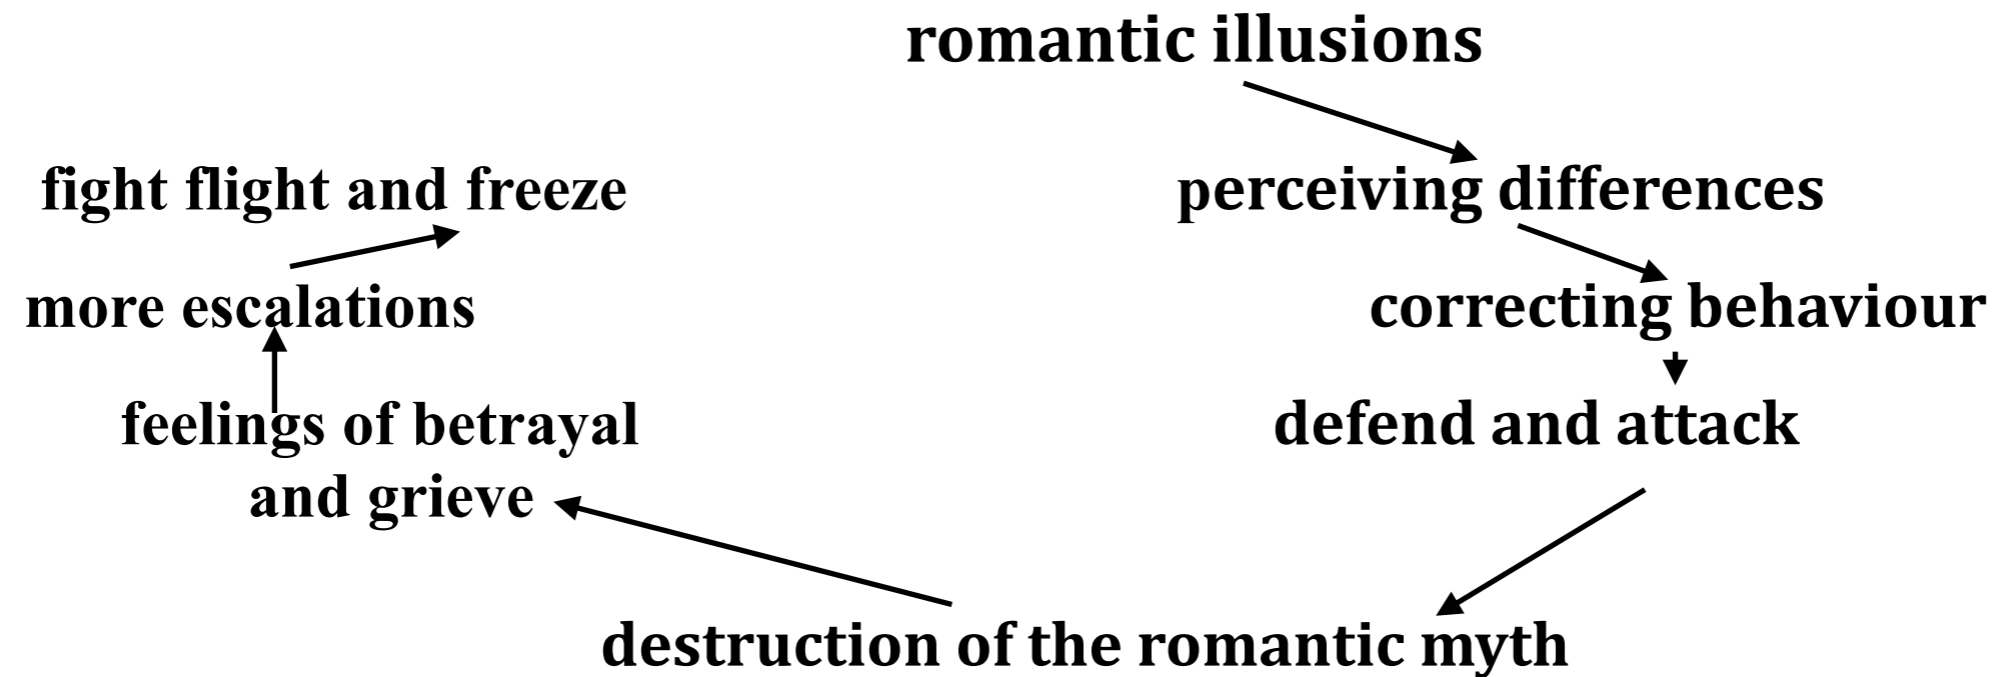 romantic illusions
perceiving differences
correcting behaviour
defend and attack
destruction of the romantic myth
feelings of betrayal
and grieve
more escalations
fight flight and freeze